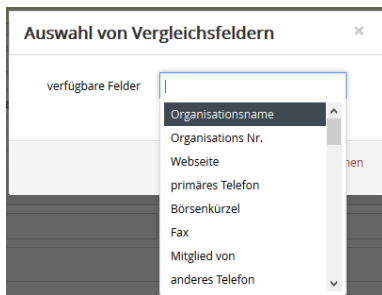 Auswahl von Vergleichsfeldern ×
verfügbare Felder
Organisationsname
Organisations Nr.
Webseite
primäres Telefon
Börsenkürzel
Fax
Mitglied von
anderes Telefon